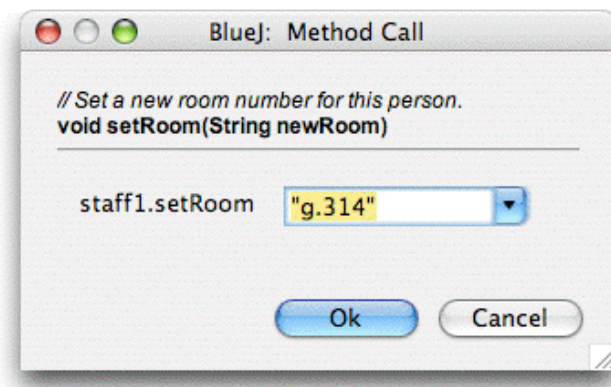 BlueJ: Method Call
// Set a new room number for this person.
void setRoom(String newRoom)
staff1.setRoom "g.314"
Ok Cancel